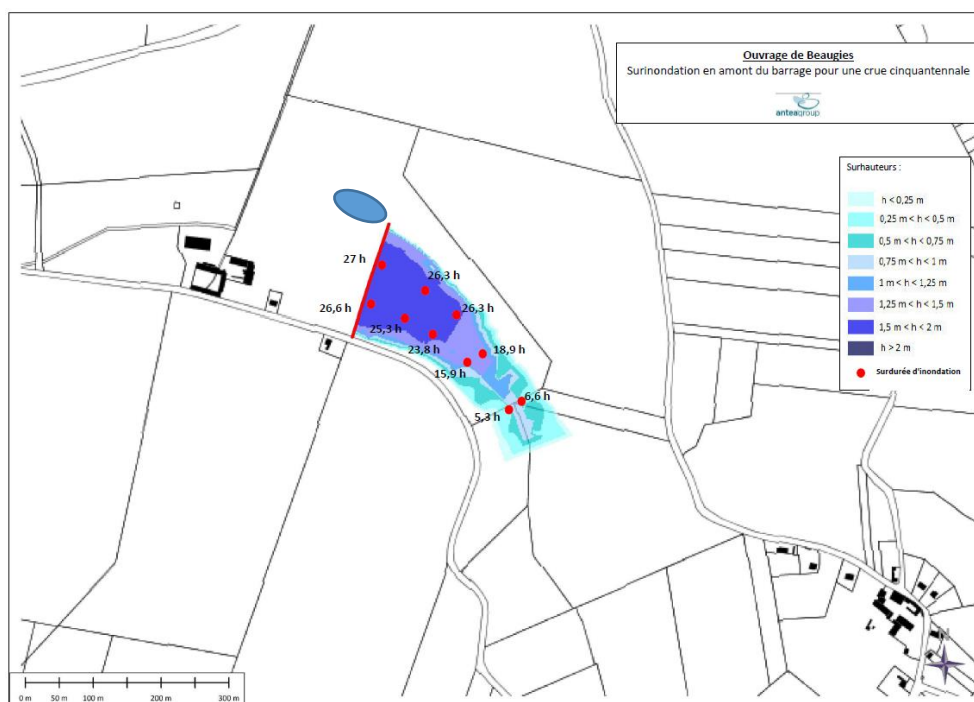 Ouvrage de Beaugies
Surinondation en amont du barrage pour une crue cinquantennale
anteagroup
Surhauteurs :
h < 0,25 m
0,25 m < h < 0,5 m
0,5 m < h < 0,75 m
0,75 m < h < 1 m
1 m < h < 1,25 m
1,25 m < h < 1,5 m
1,5 m < h < 2 m
h > 2 m
Surdurée d'inondation
27 h
26,3 h
26,6 h
26,3 h
25,3 h
23,8 h
18,9 h
15,9 h
6,6 h
5,3 h
0 m 50 m 100 m 200 m 300 m